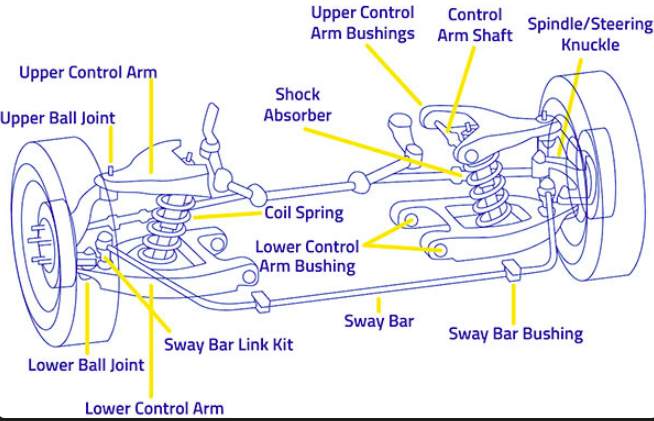 Upper Control
Arm Bushings
Control
Arm Shaft
Spindle/Steering
Knuckle
Upper Control Arm
Shock
Absorber
Upper Ball Joint
Coil Spring
Lower Control
Arm Bushing
Sway Bar
Sway Bar Bushing
Sway Bar Link Kit
Lower Ball Joint
Lower Control Arm